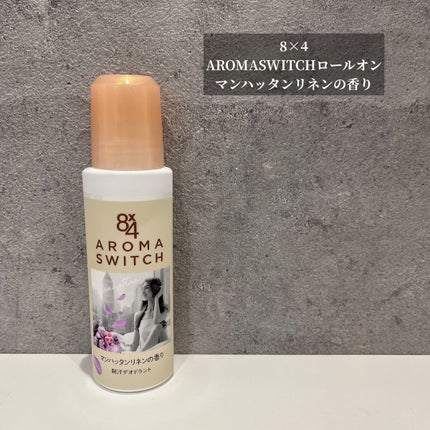 8×4
AROMASWITCHロールオン
マンハッタンリネンの香り
8x4
AROMA
SWITCH
マンハッタンリネンの香り
制汗デオドラント